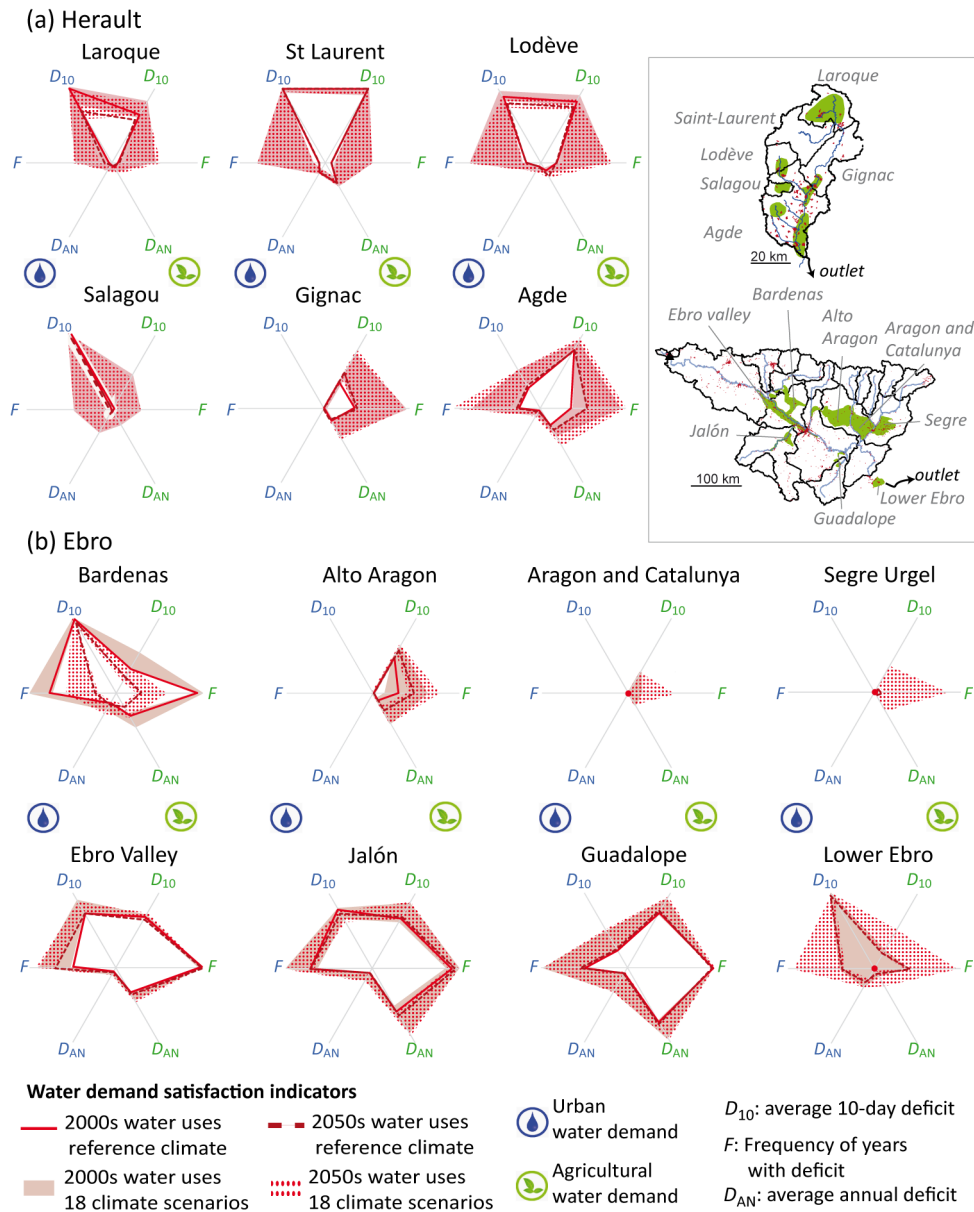 (a) Herault
Laroque
St Laurent
Lodève
D10
D10
D10
D10
D10
D10
F
F
F
F
F
F
DAN
DAN
DAN
DAN
DAN
DAN
Salagou
Gignac
Agde
D10
D10
D10
D10
D10
D10
F
F
F
F
F
F
DAN
DAN
DAN
DAN
DAN
DAN
Laroque
Saint-Laurent
Lodève
Salagou
Gignac
Agde
20 km
outlet
Bardenas
Ebro valley
Alto
Aragon
Aragon and
Catalunya
Jalón
Segre
100 km
outlet
Lower Ebro
Guadalope
(b) Ebro
Bardenas
Alto Aragon
Aragon and Catalunya
Segre Urgel
D10
D10
D10
D10
D10
D10
D10
D10
F
F
F
F
F
F
F
F
DAN
DAN
DAN
DAN
DAN
DAN
DAN
DAN
Ebro Valley
Jalón
Guadalope
Lower Ebro
D10
D10
D10
D10
D10
D10
D10
D10
F
F
F
F
F
F
F
F
DAN
DAN
DAN
DAN
DAN
DAN
DAN
DAN
Water demand satisfaction indicators
2000s water uses
reference climate
2050s water uses
reference climate
2000s water uses
18 climate scenarios
2050s water uses
18 climate scenarios
Urban
water demand
Agricultural
water demand
D10: average 10-day deficit
F: Frequency of years
with deficit
DAN: average annual deficit